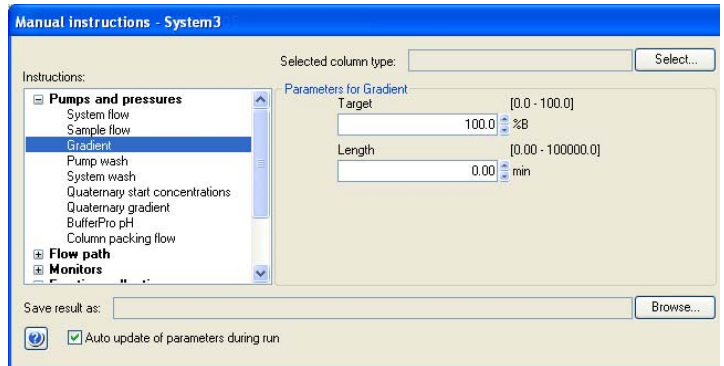 Manual instructions - System3
Selected column type:
Select...
Instructions:
Pumps and pressures
System flow
Sample flow
Gradient
Pump wash
System wash
Quaternary start concentrations
Quaternary gradient
BufferPro pH
Column packing flow
Flow path
Monitors
Parameters for Gradient
Target [0.0 - 100.0]
100.0 %B
Length [0.00 - 100000.0]
0.00 min
Save result as:
Browse...
Auto update of parameters during run